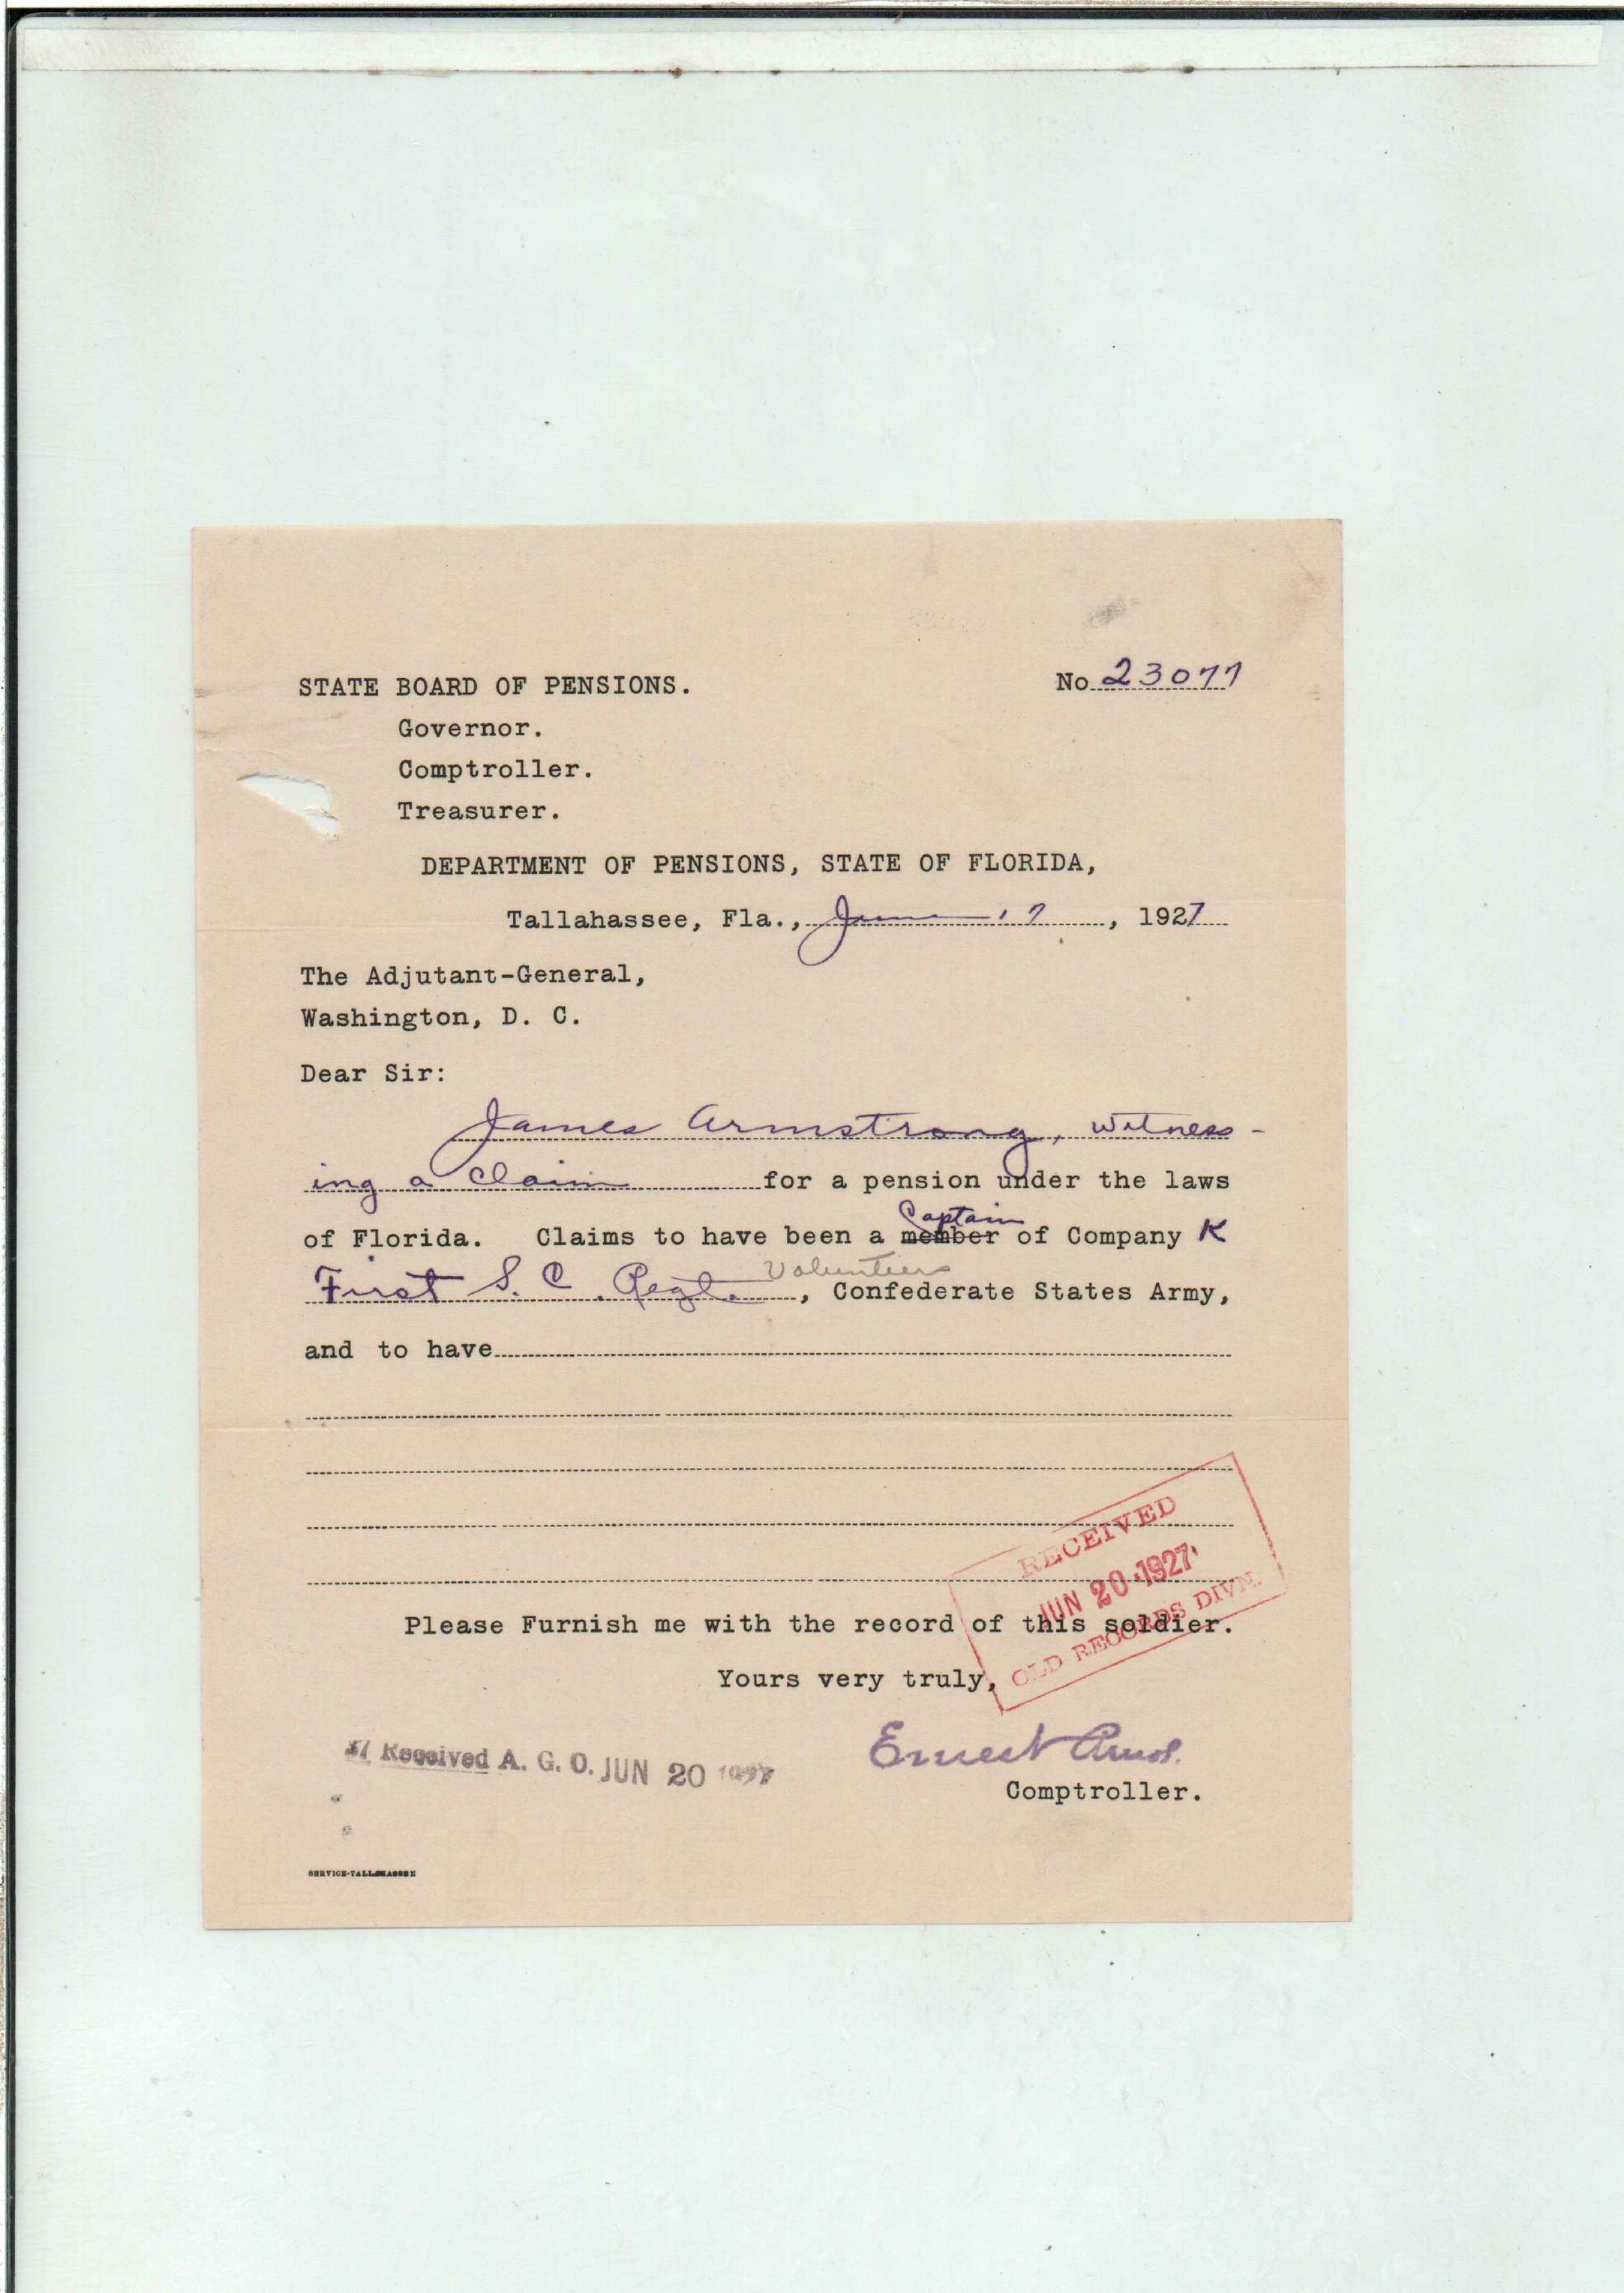 STATE BOARD OF PENSIONS.
No 23077
Governor.
Comptroller.
Treasurer.
DEPARTMENT OF PENSIONS, STATE OF FLORIDA,
Tallahassee, Fla., June 17, 1927
The Adjutant-General,
Washington, D. C.
Dear Sir:
James Armstrong, witness-
ing a claim for a pension under the laws
Captain
of Florida. Claims to have been a member of Company K
Volunteers
First S. C. Regt., Confederate States Army,
and to have
RECEIVED
JUN 20 1927
OLD RECORDS DIVN.
Please Furnish me with the record of this soldier.
Yours very truly,
Ernest Amos.
Received A. G. O. JUN 20 1927
Comptroller.
SERVICE-TALLAHASSEE